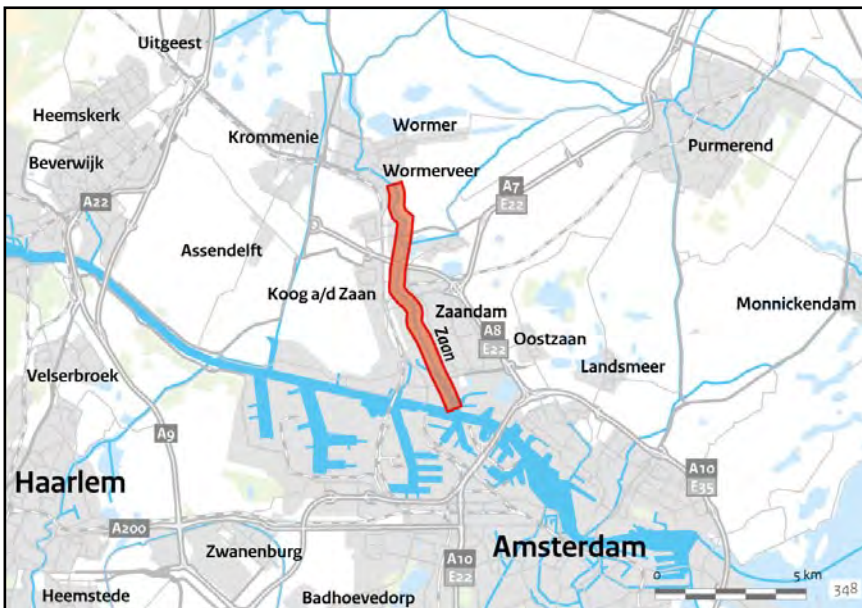 Uitgeest
Heemskerk
Krommenie
Wormer
Purmerend
Beverwijk
Wormerveer
A7
E22
A22
Assendelft
Koog a/d Zaan
Zaandam
Monnickendam
Zaan
A8
E22
Oostzaan
Landsmeer
Velserbroek
A9
A10
E35
Haarlem
A200
Zwanenburg
A10
E22
Amsterdam
0 5 km
Heemstede
Badhoevedorp
348